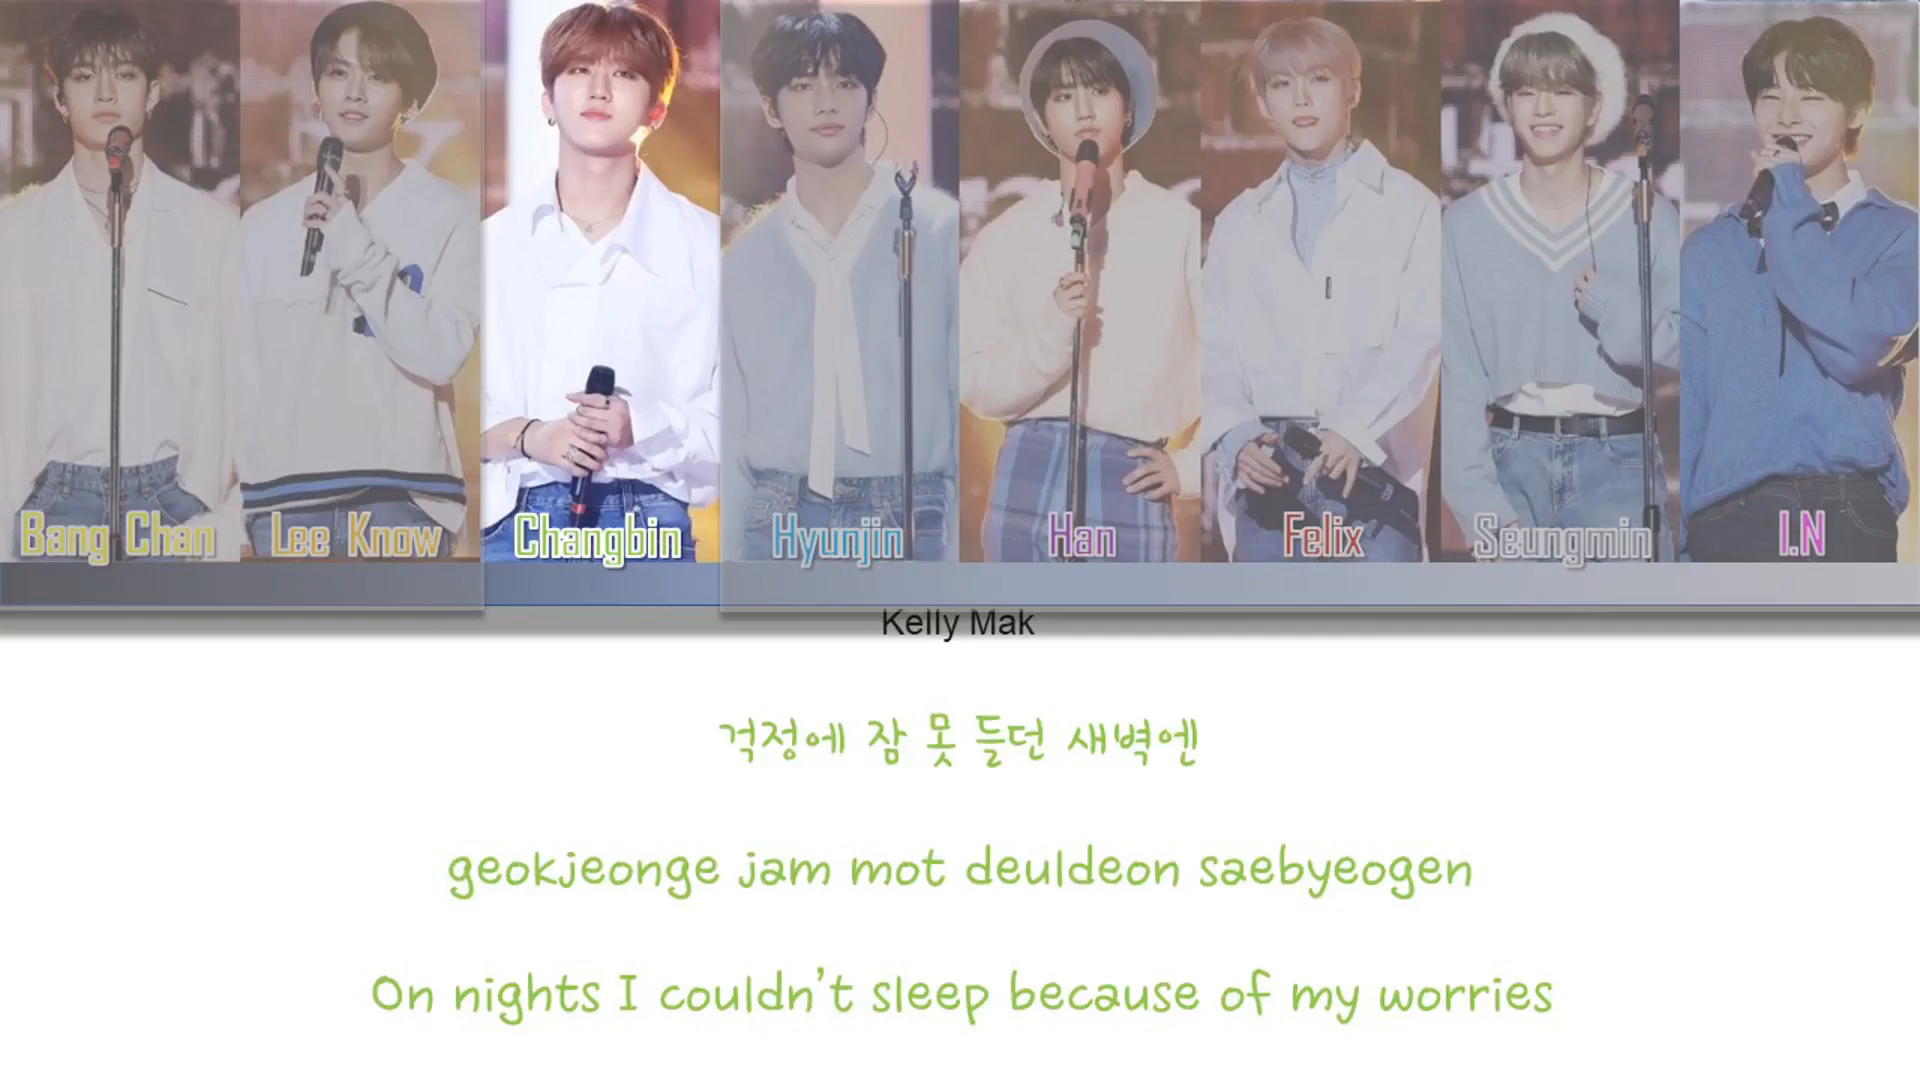 Bang Chan Lee Know Changbin Hyunjin Han Felix Seungmin I.N
Kelly Mak
걱정에 잠 못 들던 새벽엔
geokjeonge jam mot deuldeon saebyeogen
On nights I couldn't sleep because of my worries